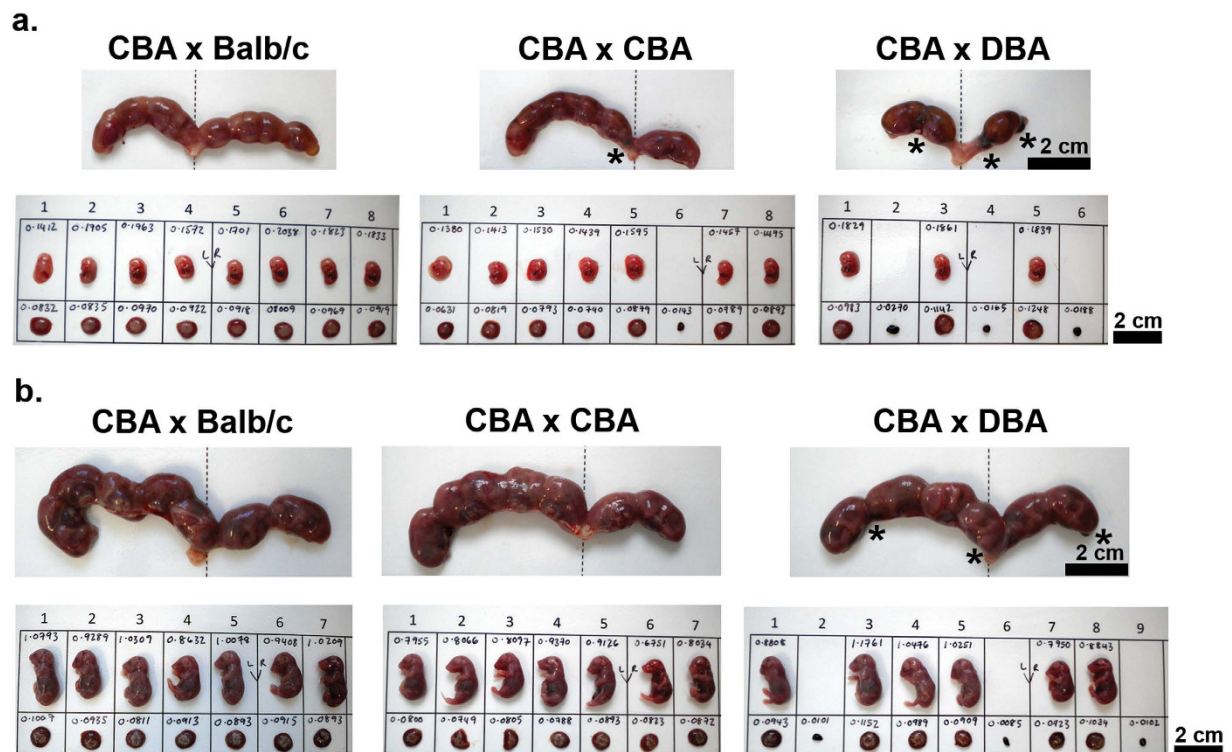 a.
CBA x Balb/c
CBA x CBA
CBA x DBA
* * * *
2 cm
1 2 3 4 5 6 7 8
0.1412 0.1905 0.1963 0.1572 0.1701 0.2038 0.1823 0.1833
L R
0.0832 0.0835 0.0970 0.0922 0.0918 0.0969 0.0919
1 2 3 4 5 6 7 8
0.1380 0.1413 0.1530 0.1439 0.1595 0.1457 0.1495
L R
0.0631 0.0819 0.0793 0.0740 0.0879 0.0143 0.0989 0.0892
1 2 3 4 5 6
0.1829 0.1861 0.1839
L R
0.0983 0.0270 0.1142 0.0165 0.1248 0.0188
2 cm
b.
CBA x Balb/c
CBA x CBA
CBA x DBA
* * *
2 cm
1 2 3 4 5 6 7
1.0793 0.9289 1.0309 0.8632 1.0078 0.9408 1.0209
L R
0.1007 0.0935 0.0811 0.0913 0.0893 0.0915 0.0893
1 2 3 4 5 6 7
0.7955 0.8066 0.8097 0.9370 0.9126 0.6751 0.8034
L R
0.0800 0.0749 0.0805 0.0788 0.0893 0.0823 0.0872
1 2 3 4 5 6 7 8 9
0.8808 1.1761 1.0476 1.0251 0.7950 0.8843
L R
0.0943 0.0101 0.1152 0.0989 0.0909 0.0085 0.0923 0.1034 0.0102
2 cm